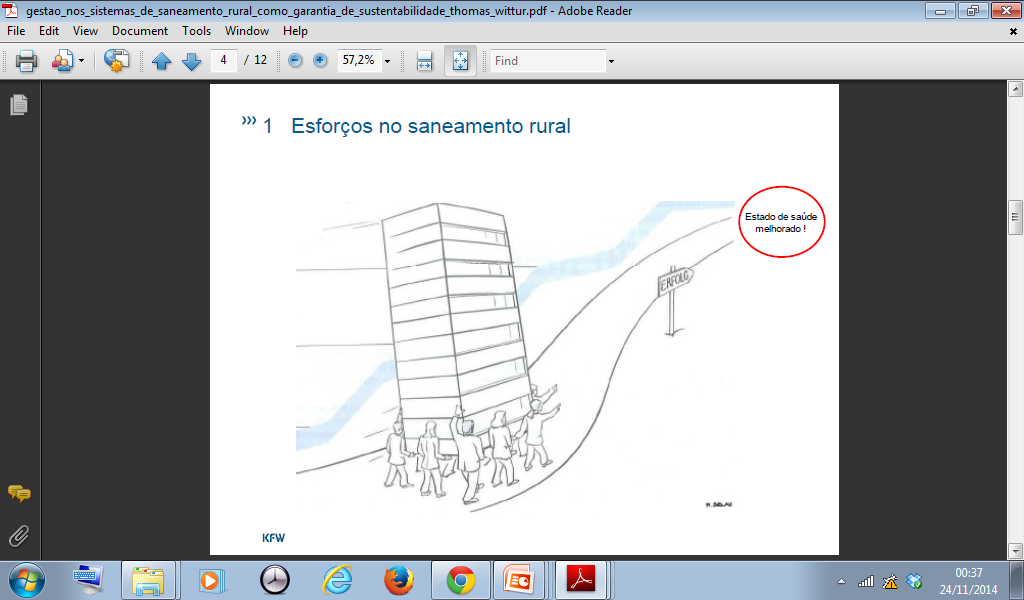 gestao_nos_sistemas_de_saneamento_rural_como_garantia_de_sustentabilidade_thomas_wittur.pdf - Adobe Reader
File Edit View Document Tools Window Help
4 / 12 57,2% Find
››› 1 Esforços no saneamento rural
Estado de saúde
melhorado !
ERFOLG
KFW
00:37
24/11/2014